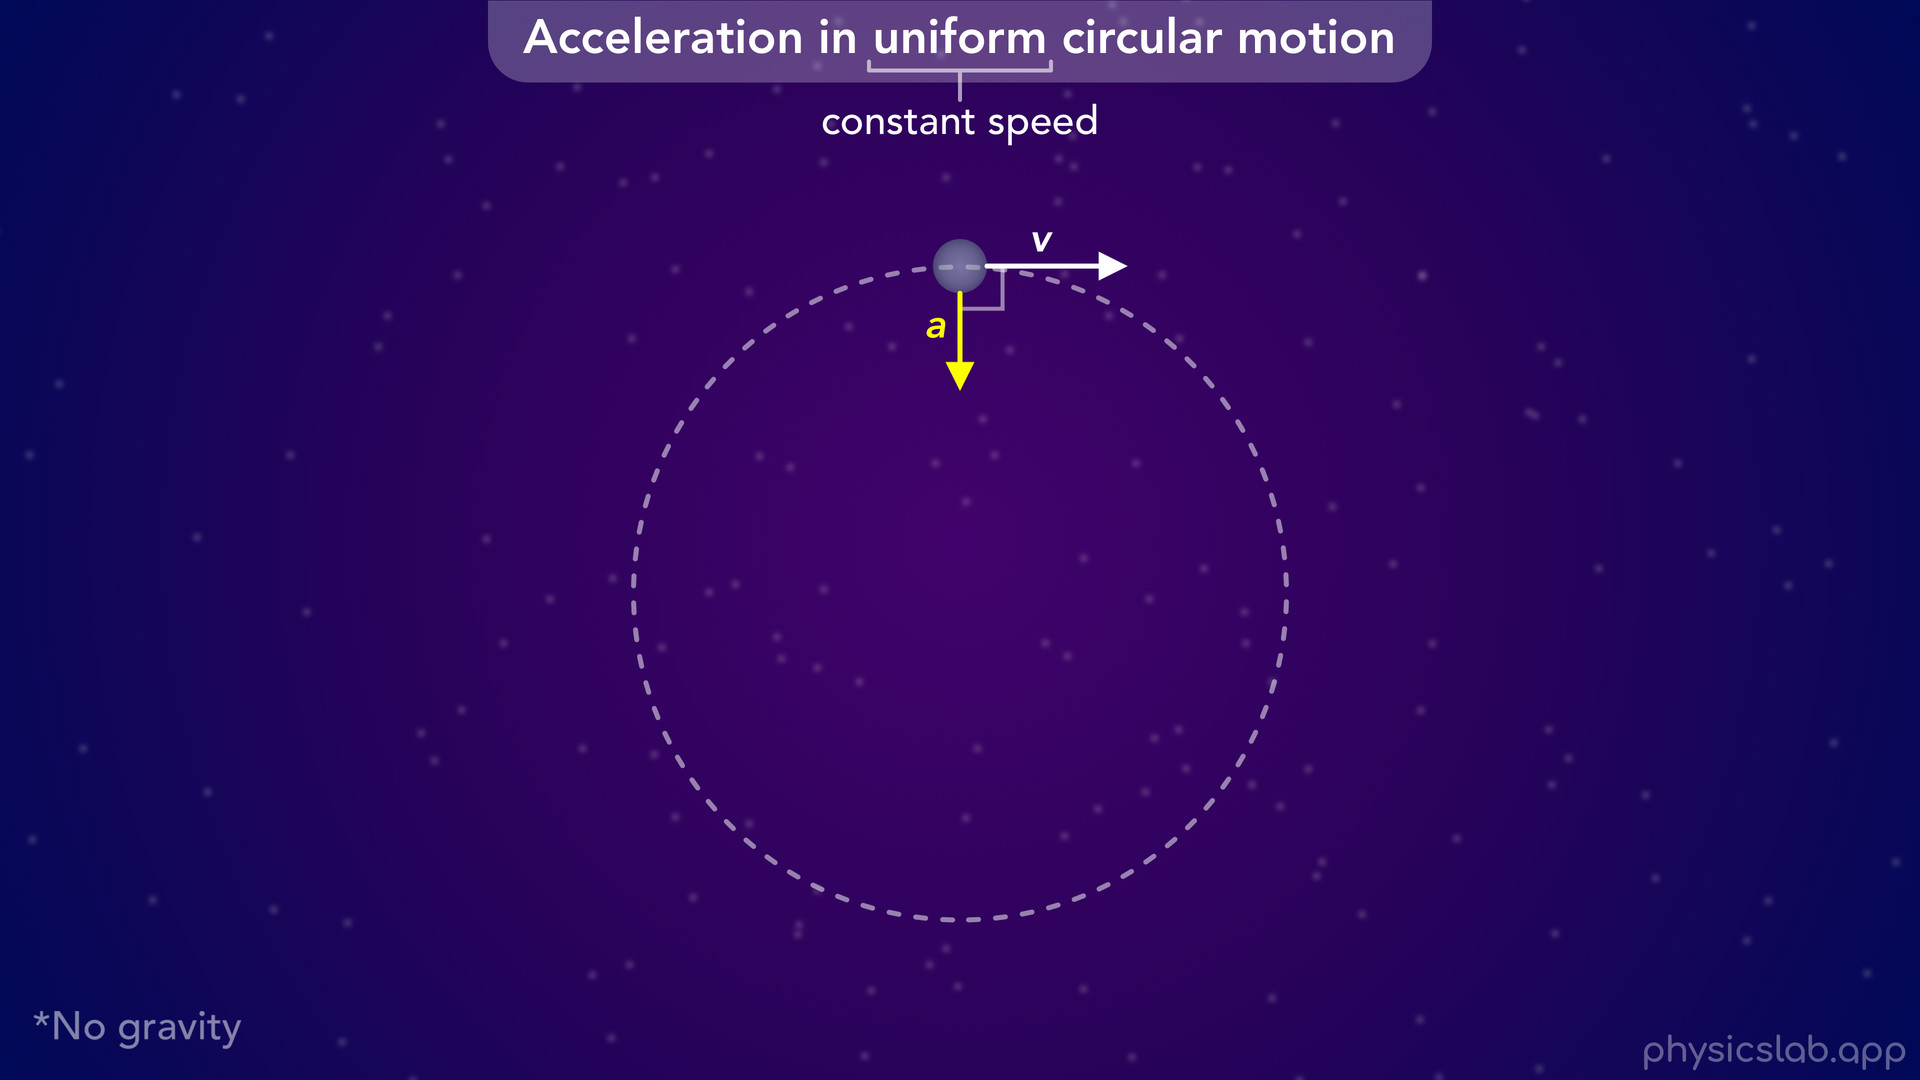 Acceleration in uniform circular motion
constant speed
v
a
*No gravity
physicslab.app